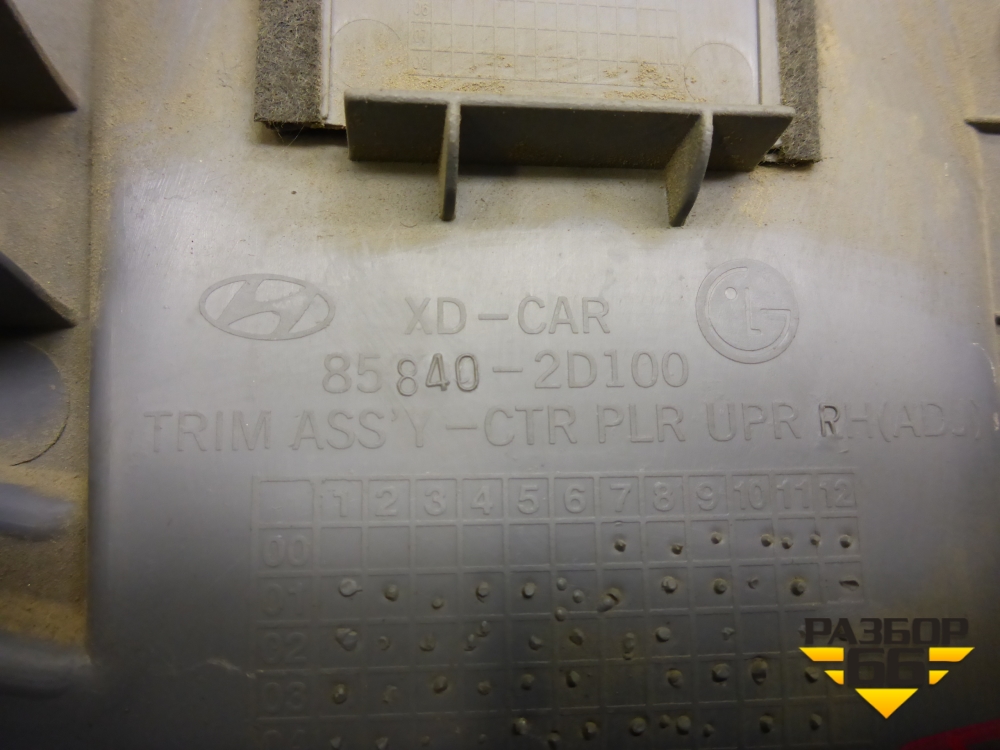 XD-CAR
LG
85840-2D100
TRIM ASS'Y-CTR PLR UPR RH(ADJ)
1 2 3 4 5 6 7 8 9 10 11 12
00
01
02
03
04
РАЗБОР
66